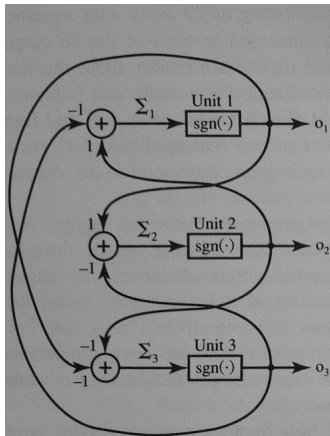 Unit 1
−1 + Σ1 sgn(·) o1
1
1
Unit 2
+ Σ2 sgn(·) o2
−1
Unit 3
−1
+ Σ3 sgn(·) o3
−1